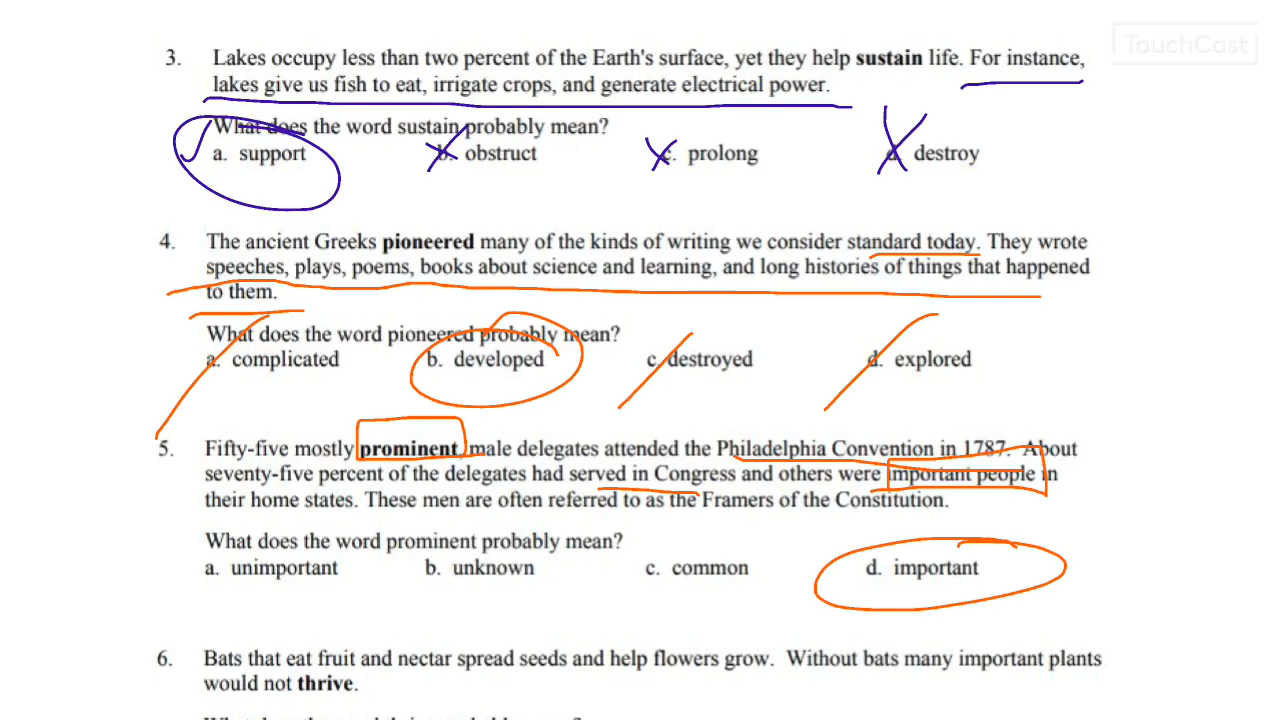 TouchCast
3. Lakes occupy less than two percent of the Earth's surface, yet they help sustain life. For instance,
lakes give us fish to eat, irrigate crops, and generate electrical power.
What does the word sustain probably mean?
a. support b. obstruct c. prolong d. destroy
4. The ancient Greeks pioneered many of the kinds of writing we consider standard today. They wrote
speeches, plays, poems, books about science and learning, and long histories of things that happened
to them.
What does the word pioneered probably mean?
a. complicated b. developed c. destroyed d. explored
5. Fifty-five mostly prominent male delegates attended the Philadelphia Convention in 1787. About
seventy-five percent of the delegates had served in Congress and others were important people in
their home states. These men are often referred to as the Framers of the Constitution.
What does the word prominent probably mean?
a. unimportant b. unknown c. common d. important
6. Bats that eat fruit and nectar spread seeds and help flowers grow. Without bats many important plants
would not thrive.